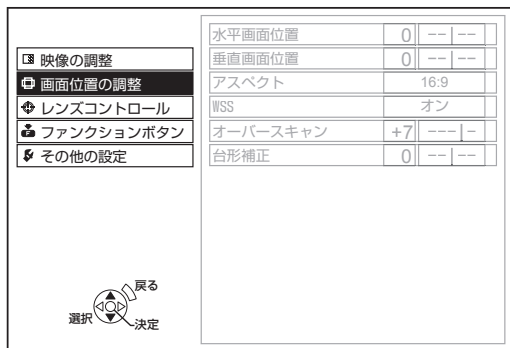 映像の調整
画面位置の調整
レンズコントロール
ファンクションボタン
その他の設定
水平画面位置 0
垂直画面位置 0
アスペクト 16:9
WSS オン
オーバースキャン +7
台形補正 0
戻る
選択
決定